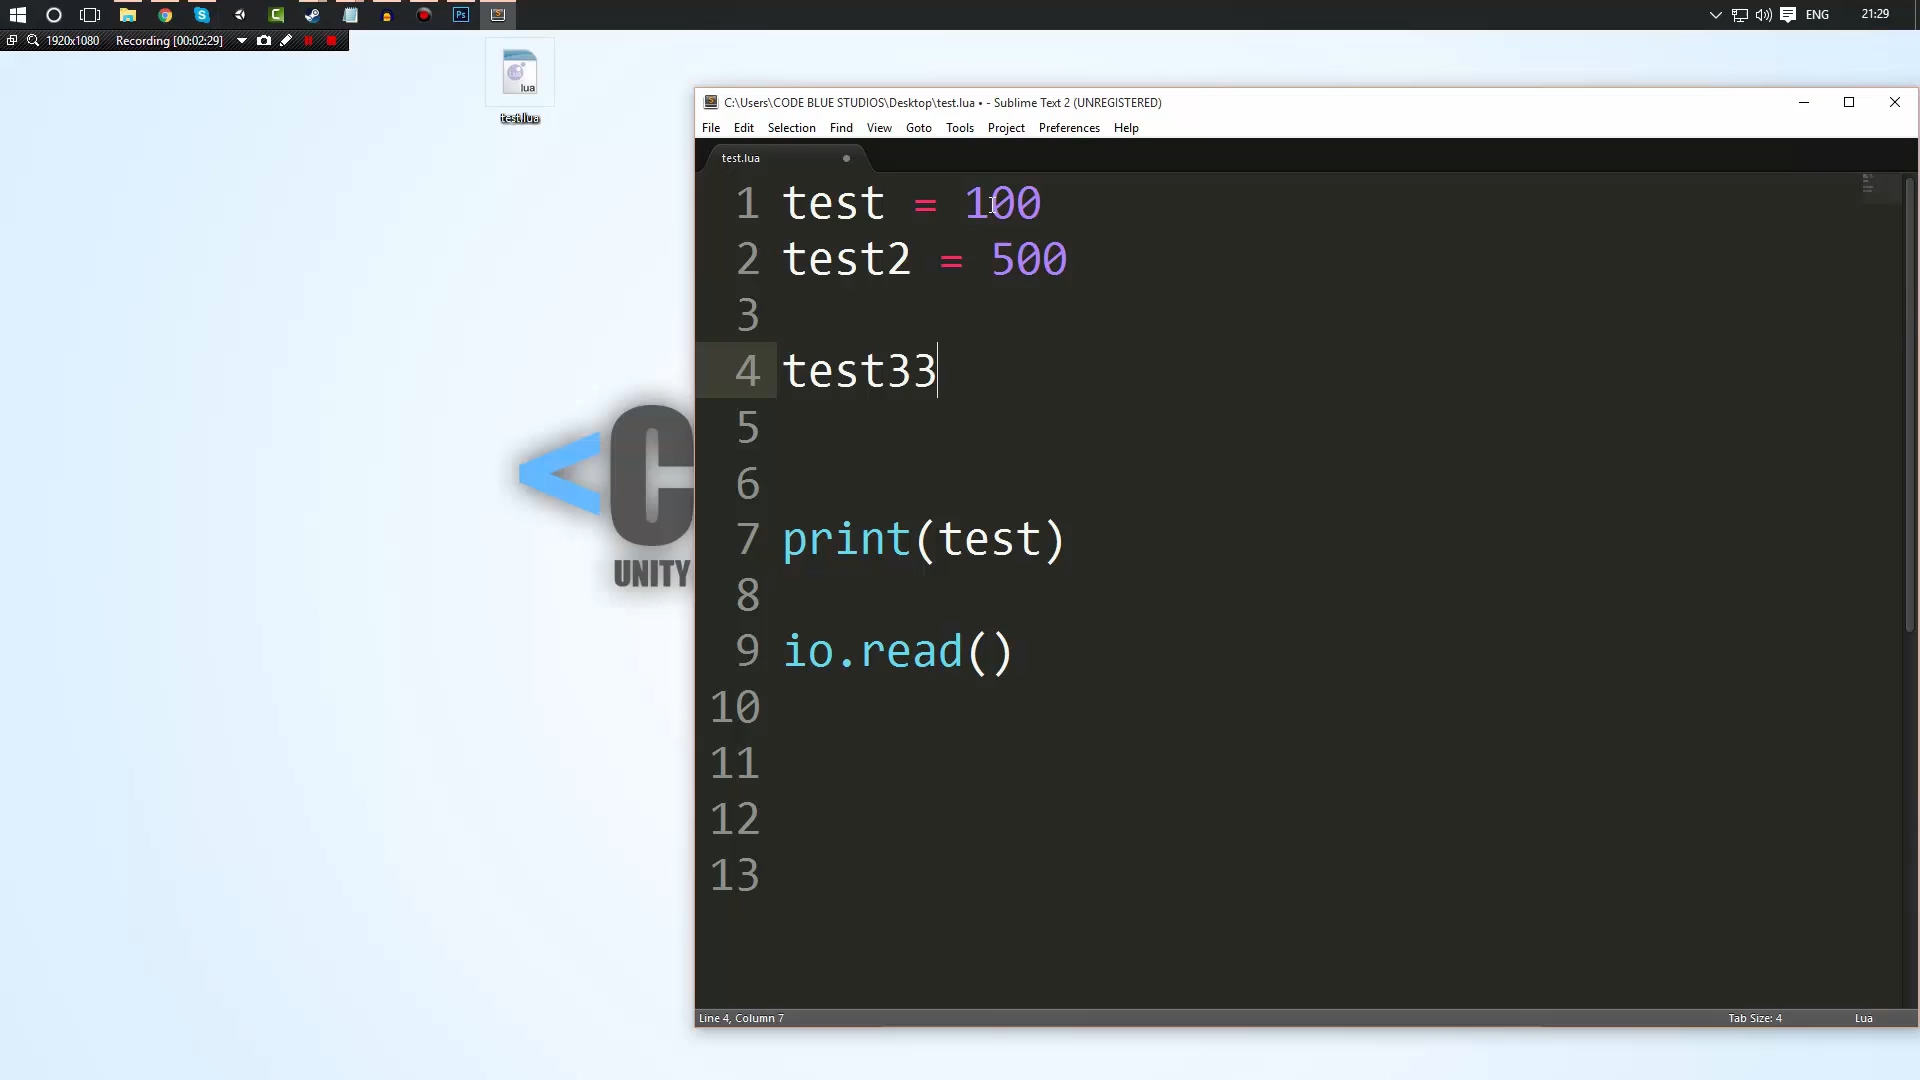 ENG
21:29
1920x1080
Recording [00:02:29]
lua
test.lua
C:\Users\CODE BLUE STUDIOS\Desktop\test.lua • - Sublime Text 2 (UNREGISTERED)
File Edit Selection Find View Goto Tools Project Preferences Help
test.lua
1 test = 100
2 test2 = 500
3
4 test33
5
6
7 print(test)
8
9 io.read()
10
11
12
13
<C
UNITY
Line 4, Column 7
Tab Size: 4
Lua